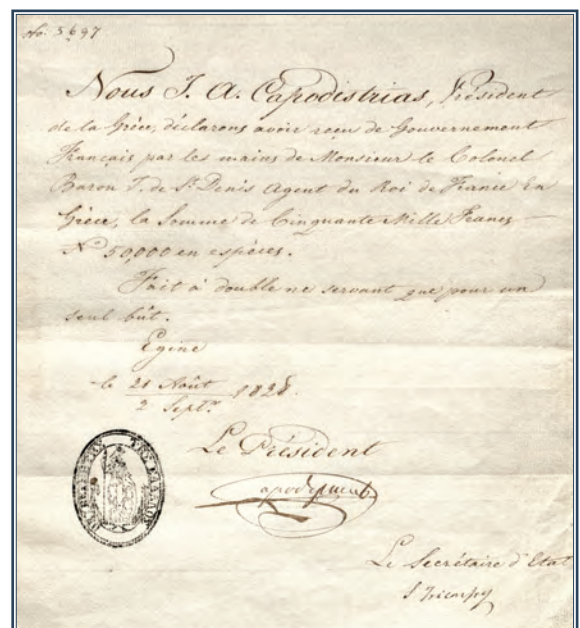 No. 3697
Nous J. A. Capodistrias, Président
de la Grèce, déclarons avoir reçu de Gouvernement
Français par les mains de Monsieur le Colonel
Baron J. de St. Denis Agent du Roi de France En
Grèce, la Somme de Cinquante Mille Francs
No 50,000 en espèces.
Fait à double ne servant que pour un
seul bùt.
Egine
le 21 Août / 2 Septre. 1828.
Le Président
Le Secrétaire d'Etat